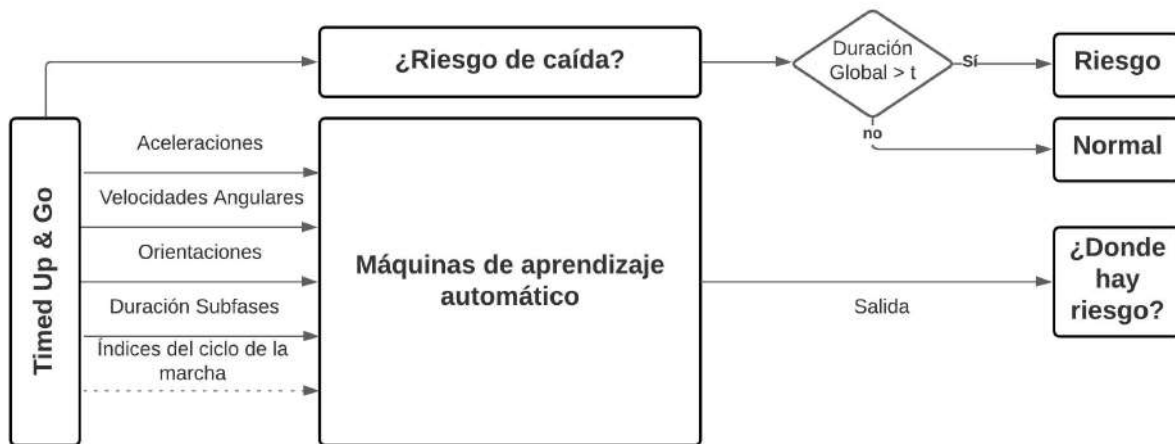 ¿Riesgo de caída?
Duración
Global > t
Sí
Riesgo
no
Normal
Timed Up & Go
Aceleraciones
Velocidades Angulares
Orientaciones
Duración Subfases
Índices del ciclo de la
marcha
Máquinas de aprendizaje
automático
Salida
¿Donde
hay
riesgo?